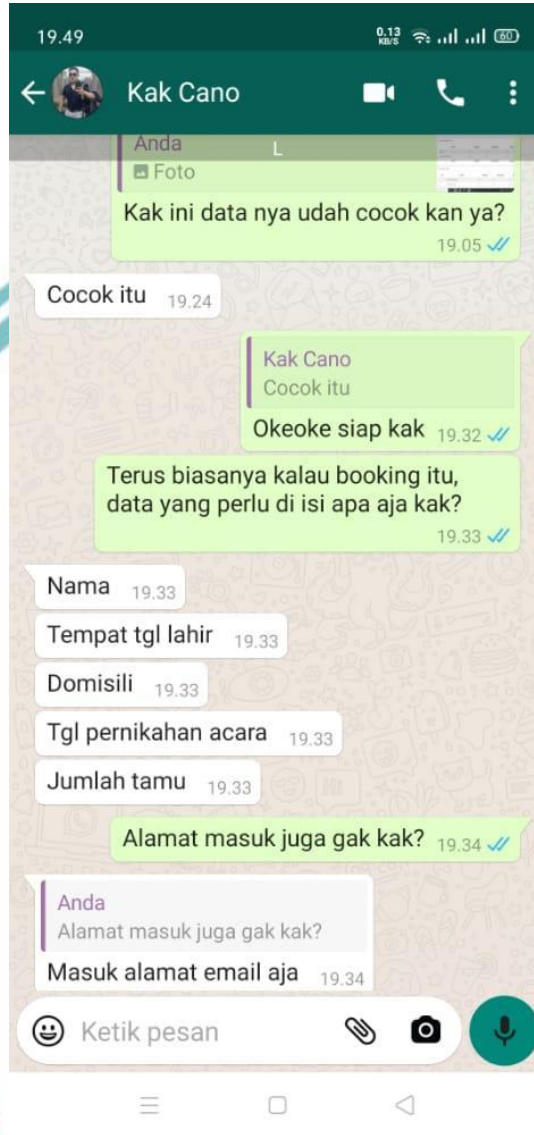 19.49
0.13
KB/S
60
Kak Cano
Anda
L
Foto
Kak ini data nya udah cocok kan ya?
19.05
Cocok itu 19.24
Kak Cano
Cocok itu
Okeoke siap kak 19.32
Terus biasanya kalau booking itu,
data yang perlu di isi apa aja kak?
19.33
Nama 19.33
Tempat tgl lahir 19.33
Domisili 19.33
Tgl pernikahan acara 19.33
Jumlah tamu 19.33
Alamat masuk juga gak kak? 19.34
Anda
Alamat masuk juga gak kak?
Masuk alamat email aja 19.34
Ketik pesan